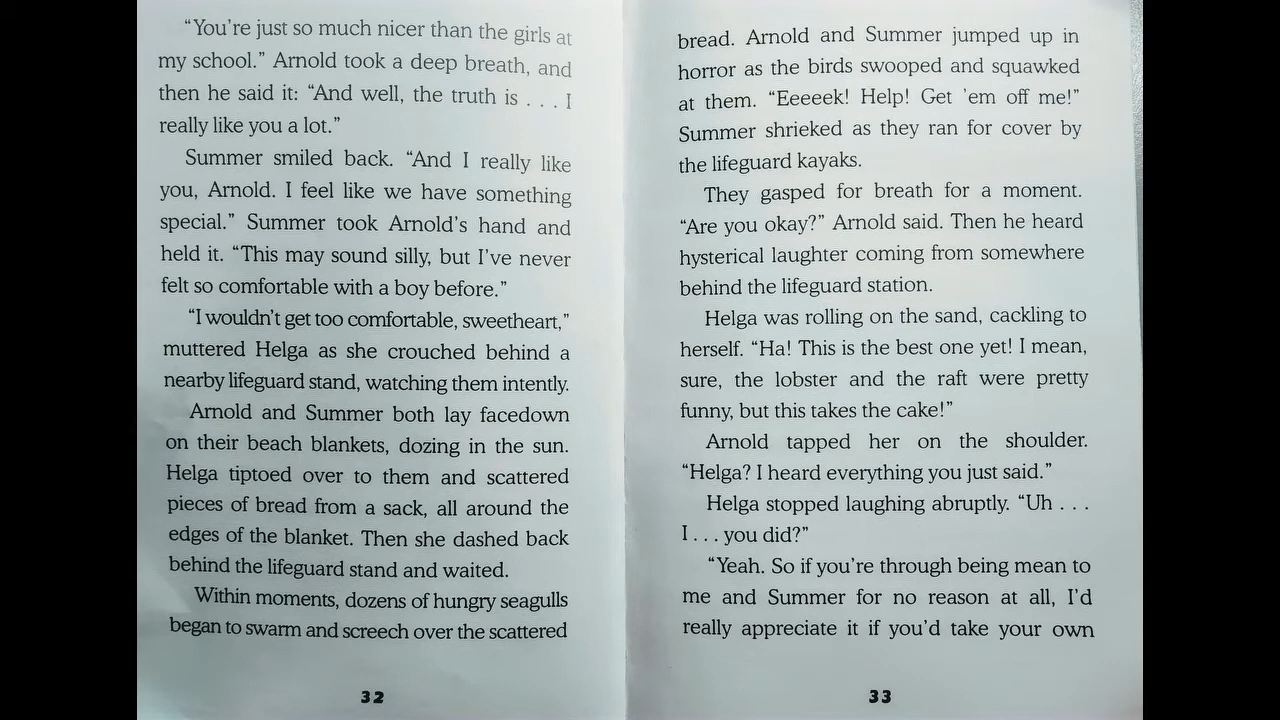 “You’re just so much nicer than the girls at
my school.” Arnold took a deep breath, and
then he said it: “And well, the truth is . . . I
really like you a lot.”
Summer smiled back. “And I really like
you, Arnold. I feel like we have something
special.” Summer took Arnold’s hand and
held it. “This may sound silly, but I’ve never
felt so comfortable with a boy before.”
“I wouldn’t get too comfortable, sweetheart,”
muttered Helga as she crouched behind a
nearby lifeguard stand, watching them intently.
Arnold and Summer both lay facedown
on their beach blankets, dozing in the sun.
Helga tiptoed over to them and scattered
pieces of bread from a sack, all around the
edges of the blanket. Then she dashed back
behind the lifeguard stand and waited.
Within moments, dozens of hungry seagulls
began to swarm and screech over the scattered
32
bread. Arnold and Summer jumped up in
horror as the birds swooped and squawked
at them. “Eeeeek! Help! Get ’em off me!”
Summer shrieked as they ran for cover by
the lifeguard kayaks.
They gasped for breath for a moment.
“Are you okay?” Arnold said. Then he heard
hysterical laughter coming from somewhere
behind the lifeguard station.
Helga was rolling on the sand, cackling to
herself. “Ha! This is the best one yet! I mean,
sure, the lobster and the raft were pretty
funny, but this takes the cake!”
Arnold tapped her on the shoulder.
“Helga? I heard everything you just said.”
Helga stopped laughing abruptly. “Uh . . .
I . . . you did?”
“Yeah. So if you’re through being mean to
me and Summer for no reason at all, I’d
really appreciate it if you’d take your own
33